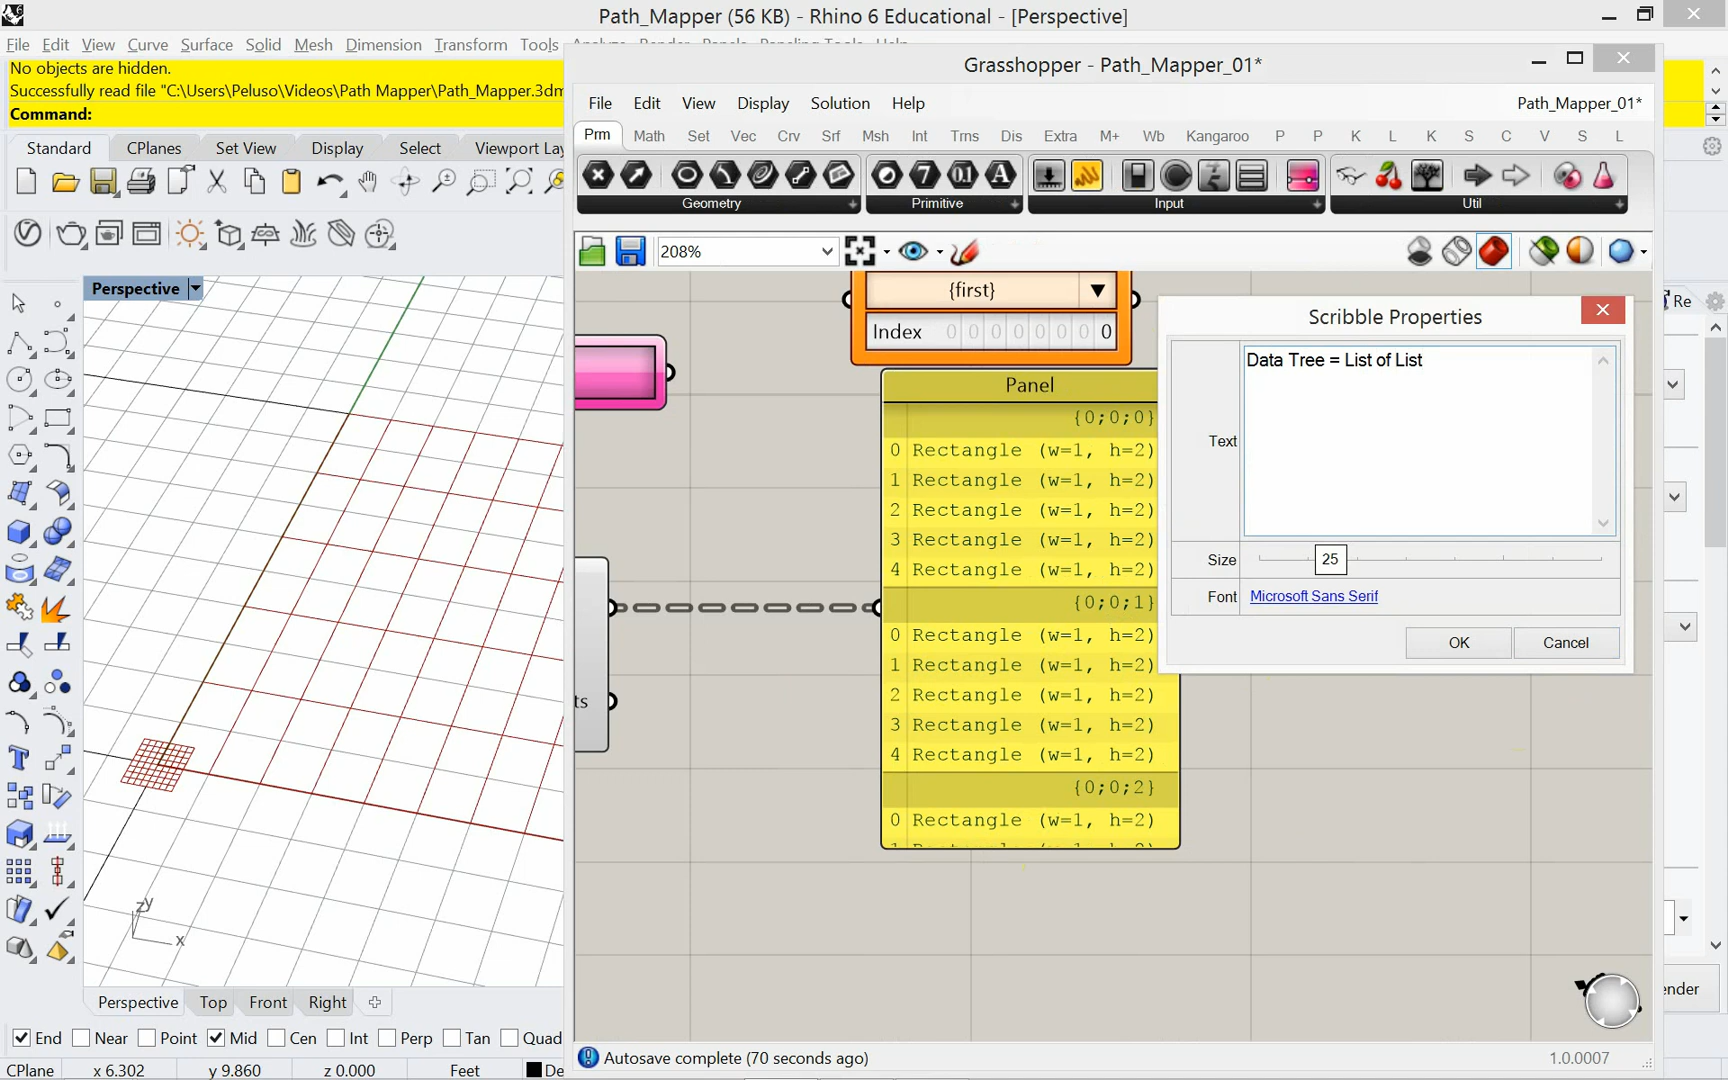 Path_Mapper (56 KB) - Rhino 6 Educational - [Perspective]
File Edit View Curve Surface Solid Mesh Dimension Transform Tools
No objects are hidden.
Successfully read file "C:\Users\Peluso\Videos\Path Mapper\Path_Mapper.3dm
Command:
Standard CPlanes Set View Display Select Viewport Lay
Perspective
zy
x
Perspective Top Front Right
End Near Point Mid Cen Int Perp Tan Quad
CPlane x 6.302 y 9.860 z 0.000 Feet De
Grasshopper - Path_Mapper_01*
File Edit View Display Solution Help Path_Mapper_01*
Prm Math Set Vec Crv Srf Msh Int Trns Dis Extra M+ Wb Kangaroo P P K L K S C V S L
Geometry Primitive Input Util
208%
{first}
Index 0 0 0 0 0 0 0 0
Panel
{0;0;0}
0 Rectangle (w=1, h=2)
1 Rectangle (w=1, h=2)
2 Rectangle (w=1, h=2)
3 Rectangle (w=1, h=2)
4 Rectangle (w=1, h=2)
{0;0;1}
0 Rectangle (w=1, h=2)
1 Rectangle (w=1, h=2)
2 Rectangle (w=1, h=2)
3 Rectangle (w=1, h=2)
4 Rectangle (w=1, h=2)
{0;0;2}
0 Rectangle (w=1, h=2)
ts
Scribble Properties
Text
Data Tree = List of List
Size 25
Font Microsoft Sans Serif
OK Cancel
Re
ender
Autosave complete (70 seconds ago)
1.0.0007